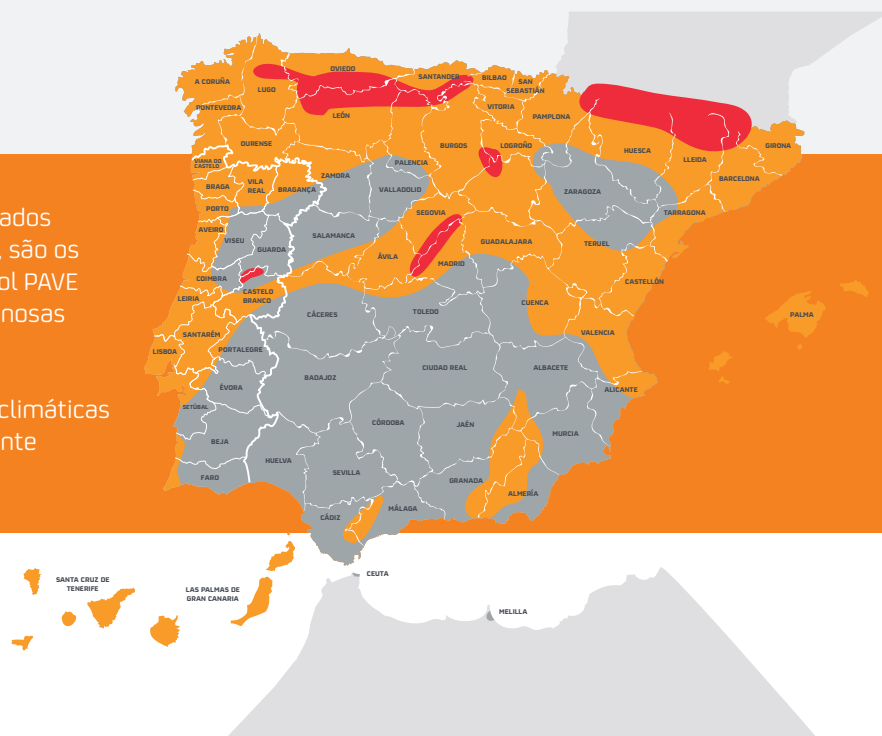 ados
, são os
ol PAVE
nosas
climáticas
nte
OVIEDO
A CORUÑA
LUGO
SANTANDER
BILBAO
SAN
SEBASTIÁN
PONTEVEDRA
LEÓN
VITORIA
PAMPLONA
OURENSE
BURGOS
LOGROÑO
HUESCA
GIRONA
LLEIDA
VIANA DO
CASTELO
PALENCIA
ZAMORA
BARCELONA
BRAGA
VILA
REAL
BRAGANÇA
VALLADOLID
ZARAGOZA
PORTO
SEGOVIA
TARRAGONA
AVEIRO
VISEU
SALAMANCA
GUADALAJARA
TERUEL
GUARDA
ÁVILA
MADRID
COIMBRA
CASTELLÓN
CASTELO
BRANCO
LEIRIA
CUENCA
CÁCERES
TOLEDO
PALMA
SANTARÉM
VALENCIA
LISBOA
PORTALEGRE
BADAJOZ
CIUDAD REAL
ALBACETE
ÉVORA
ALICANTE
SETÚBAL
CÓRDOBA
JAÉN
MURCIA
BEJA
HUELVA
SEVILLA
FARO
GRANADA
ALMERÍA
MÁLAGA
CÁDIZ
CEUTA
SANTA CRUZ DE
TENERIFE
LAS PALMAS DE
GRAN CANARIA
MELILLA